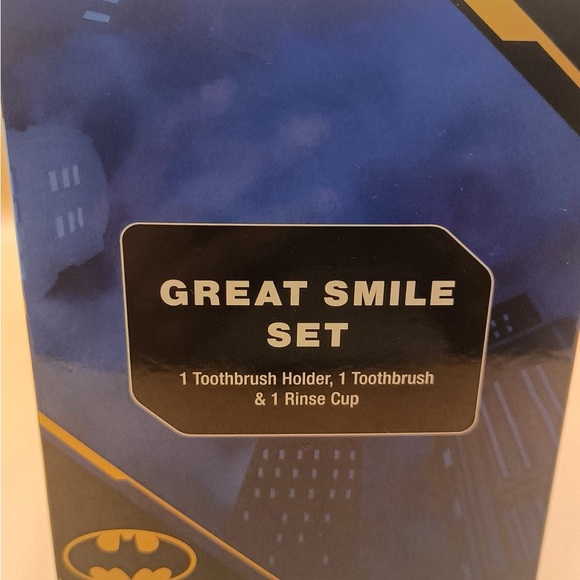 GREAT SMILE
SET
1 Toothbrush Holder, 1 Toothbrush
& 1 Rinse Cup